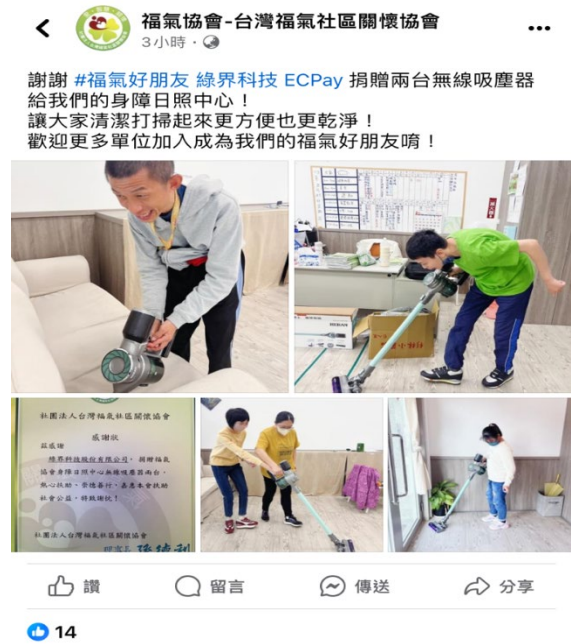 福氣協會-台灣福氣社區關懷協會
3小時
謝謝 #福氣好朋友 綠界科技 ECPay 捐贈兩台無線吸塵器
給我們的身障日照中心！
讓大家清潔打掃起來更方便也更乾淨！
歡迎更多單位加入成為我們的福氣好朋友唷！
社團法人台灣福氣社區關懷協會
感謝狀
茲感謝
綠界科技股份有限公司，捐贈福氣
協會身障日照中心無線吸塵器兩台，
熱心扶助、崇德善行、嘉惠本會扶助
社會公益，特致謝忱！
社團法人台灣福氣社區關懷協會
讚
留言
傳送
分享
14